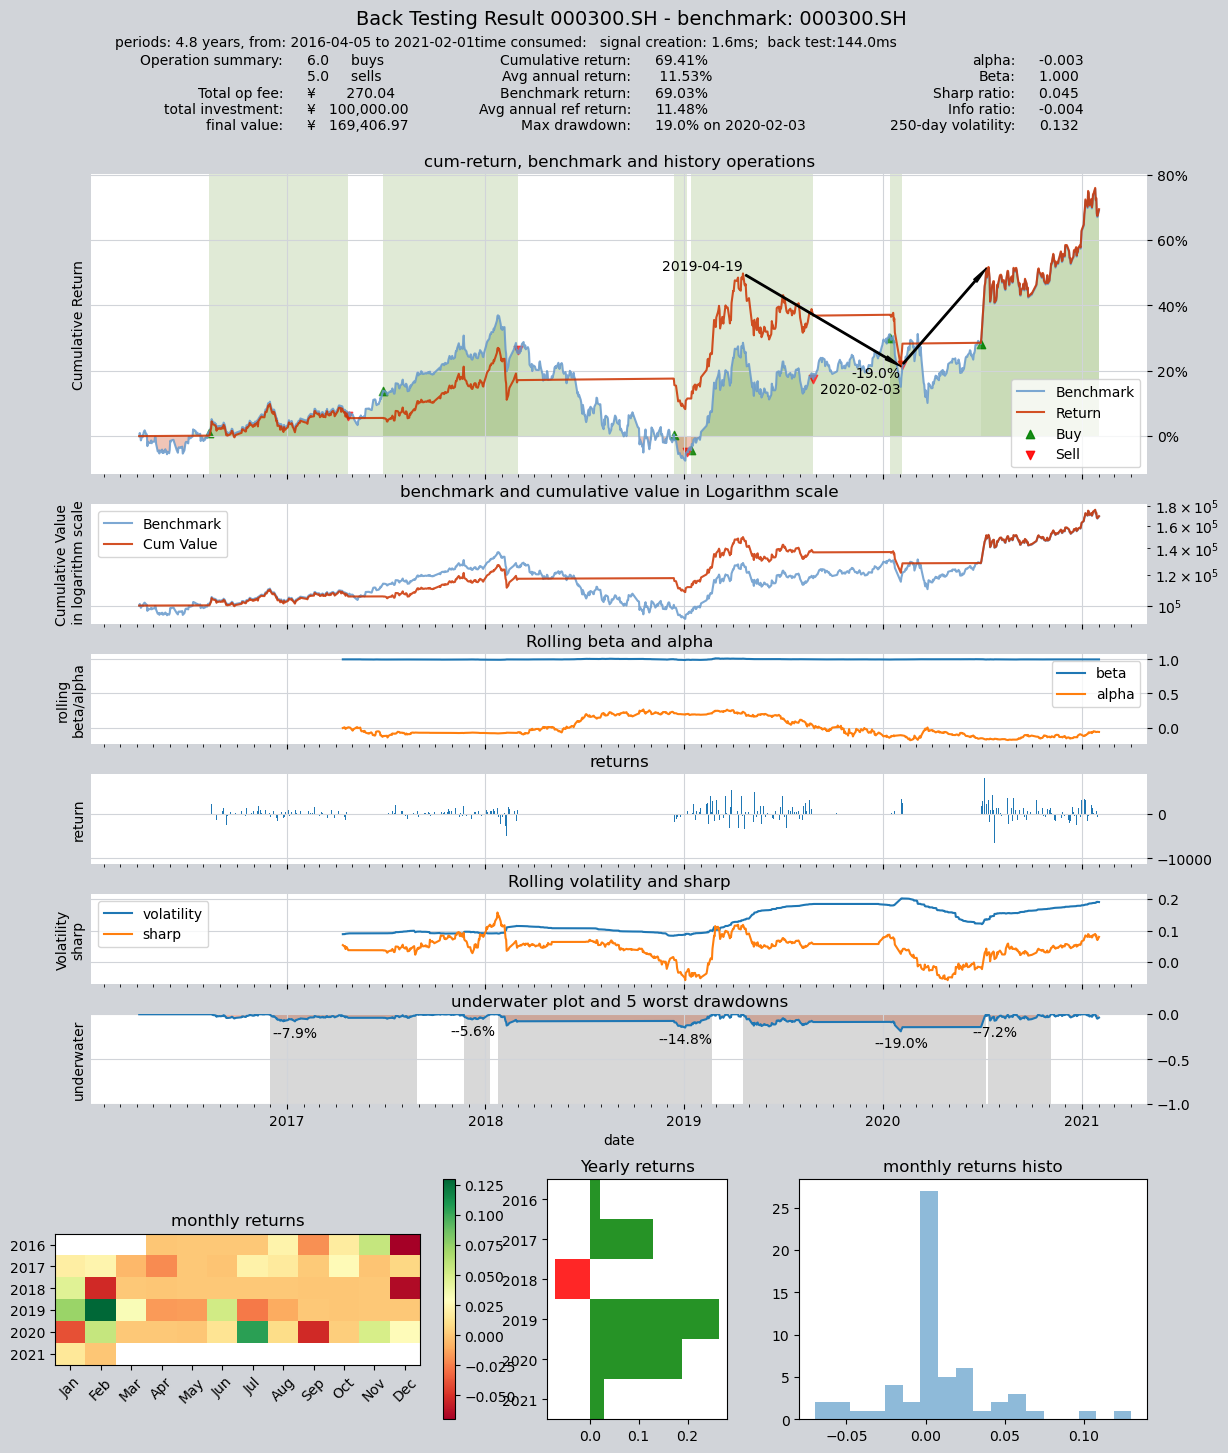 Back Testing Result 000300.SH - benchmark: 000300.SH
periods: 4.8 years, from: 2016-04-05 to 2021-02-01time consumed:   signal creation: 1.6ms;  back test:144.0ms
Operation summary: 6.0 buys Cumulative return: 69.41% alpha: -0.003
5.0 sells Avg annual return: 11.53% Beta: 1.000
Total op fee: ¥ 270.04 Benchmark return: 69.03% Sharp ratio: 0.045
total investment: ¥ 100,000.00 Avg annual ref return: 11.48% Info ratio: -0.004
final value: ¥ 169,406.97 Max drawdown: 19.0% on 2020-02-03 250-day volatility: 0.132
cum-return, benchmark and history operations
Cumulative Return
80%
60%
40%
20%
0%
2019-04-19
-19.0%
2020-02-03
Benchmark
Return
Buy
Sell
benchmark and cumulative value in Logarithm scale
Cumulative Value
in logarithm scale
Benchmark
Cum Value
1.8 × 10⁵
1.6 × 10⁵
1.4 × 10⁵
1.2 × 10⁵
10⁵
Rolling beta and alpha
rolling
beta/alpha
beta
alpha
1.0
0.5
0.0
returns
return
0
−10000
Rolling volatility and sharp
Volatility
sharp
volatility
sharp
0.2
0.1
0.0
underwater plot and 5 worst drawdowns
underwater
--7.9%
--5.6%
--14.8%
--19.0%
--7.2%
0.0
−0.5
−1.0
2017 2018 2019 2020 2021
date
monthly returns
2016
2017
2018
2019
2020
2021
Jan Feb Mar Apr May Jun Jul Aug Sep Oct Nov Dec
0.125
0.100
0.075
0.050
0.025
0.000
−0.025
−0.050
Yearly returns
2016
2017
2018
2019
2020
2021
0.0 0.1 0.2
monthly returns histo
25
20
15
10
5
0
−0.05 0.00 0.05 0.10